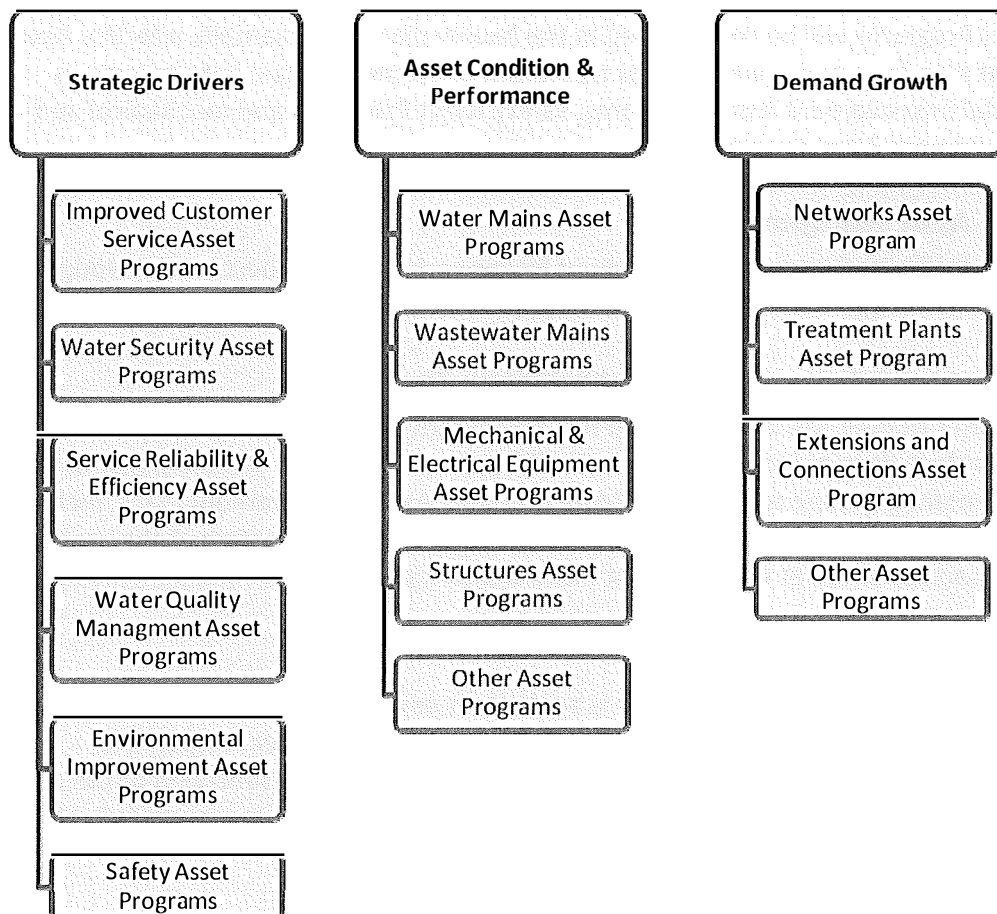 Strategic Drivers
Improved Customer
Service Asset
Programs
Water Security Asset
Programs
Service Reliability &
Efficiency Asset
Programs
Water Quality
Managment Asset
Programs
Environmental
Improvement Asset
Programs
Safety Asset
Programs
Asset Condition &
Performance
Water Mains Asset
Programs
Wastewater Mains
Asset Programs
Mechanical &
Electrical Equipment
Asset Programs
Structures Asset
Programs
Other Asset
Programs
Demand Growth
Networks Asset
Program
Treatment Plants
Asset Program
Extensions and
Connections Asset
Program
Other Asset
Programs